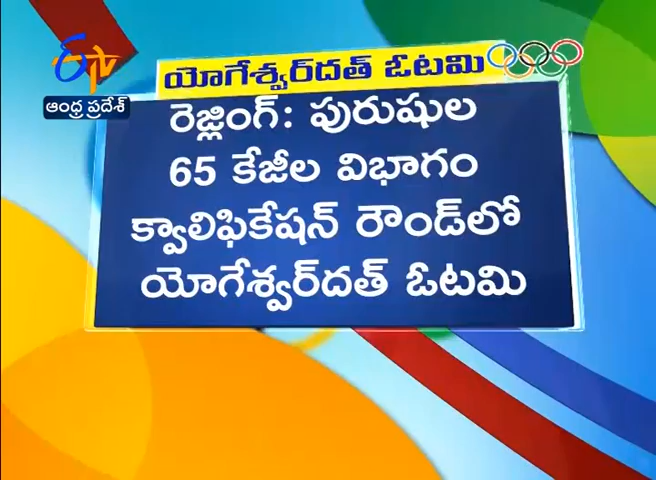 ETV
ఆంధ్ర ప్రదేశ్
యోగేశ్వర్‌దత్ ఓటమి
రెజ్లింగ్: పురుషుల
65 కేజీల విభాగం
క్వాలిఫికేషన్ రౌండ్‌లో
యోగేశ్వర్‌దత్ ఓటమి